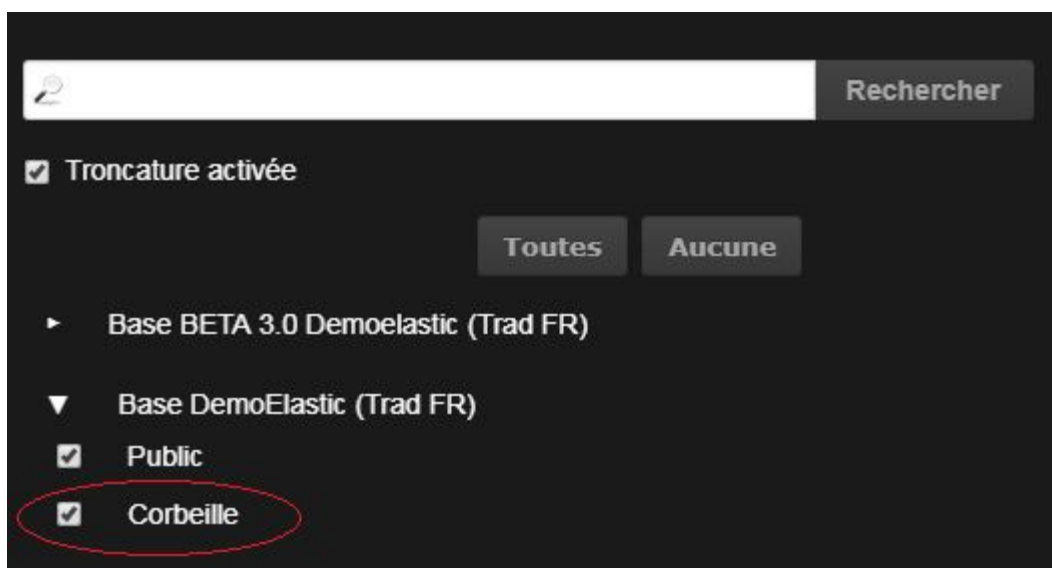 Rechercher
Troncature activée
Toutes Aucune
Base BETA 3.0 Demoelastic (Trad FR)
Base DemoElastic (Trad FR)
Public
Corbeille